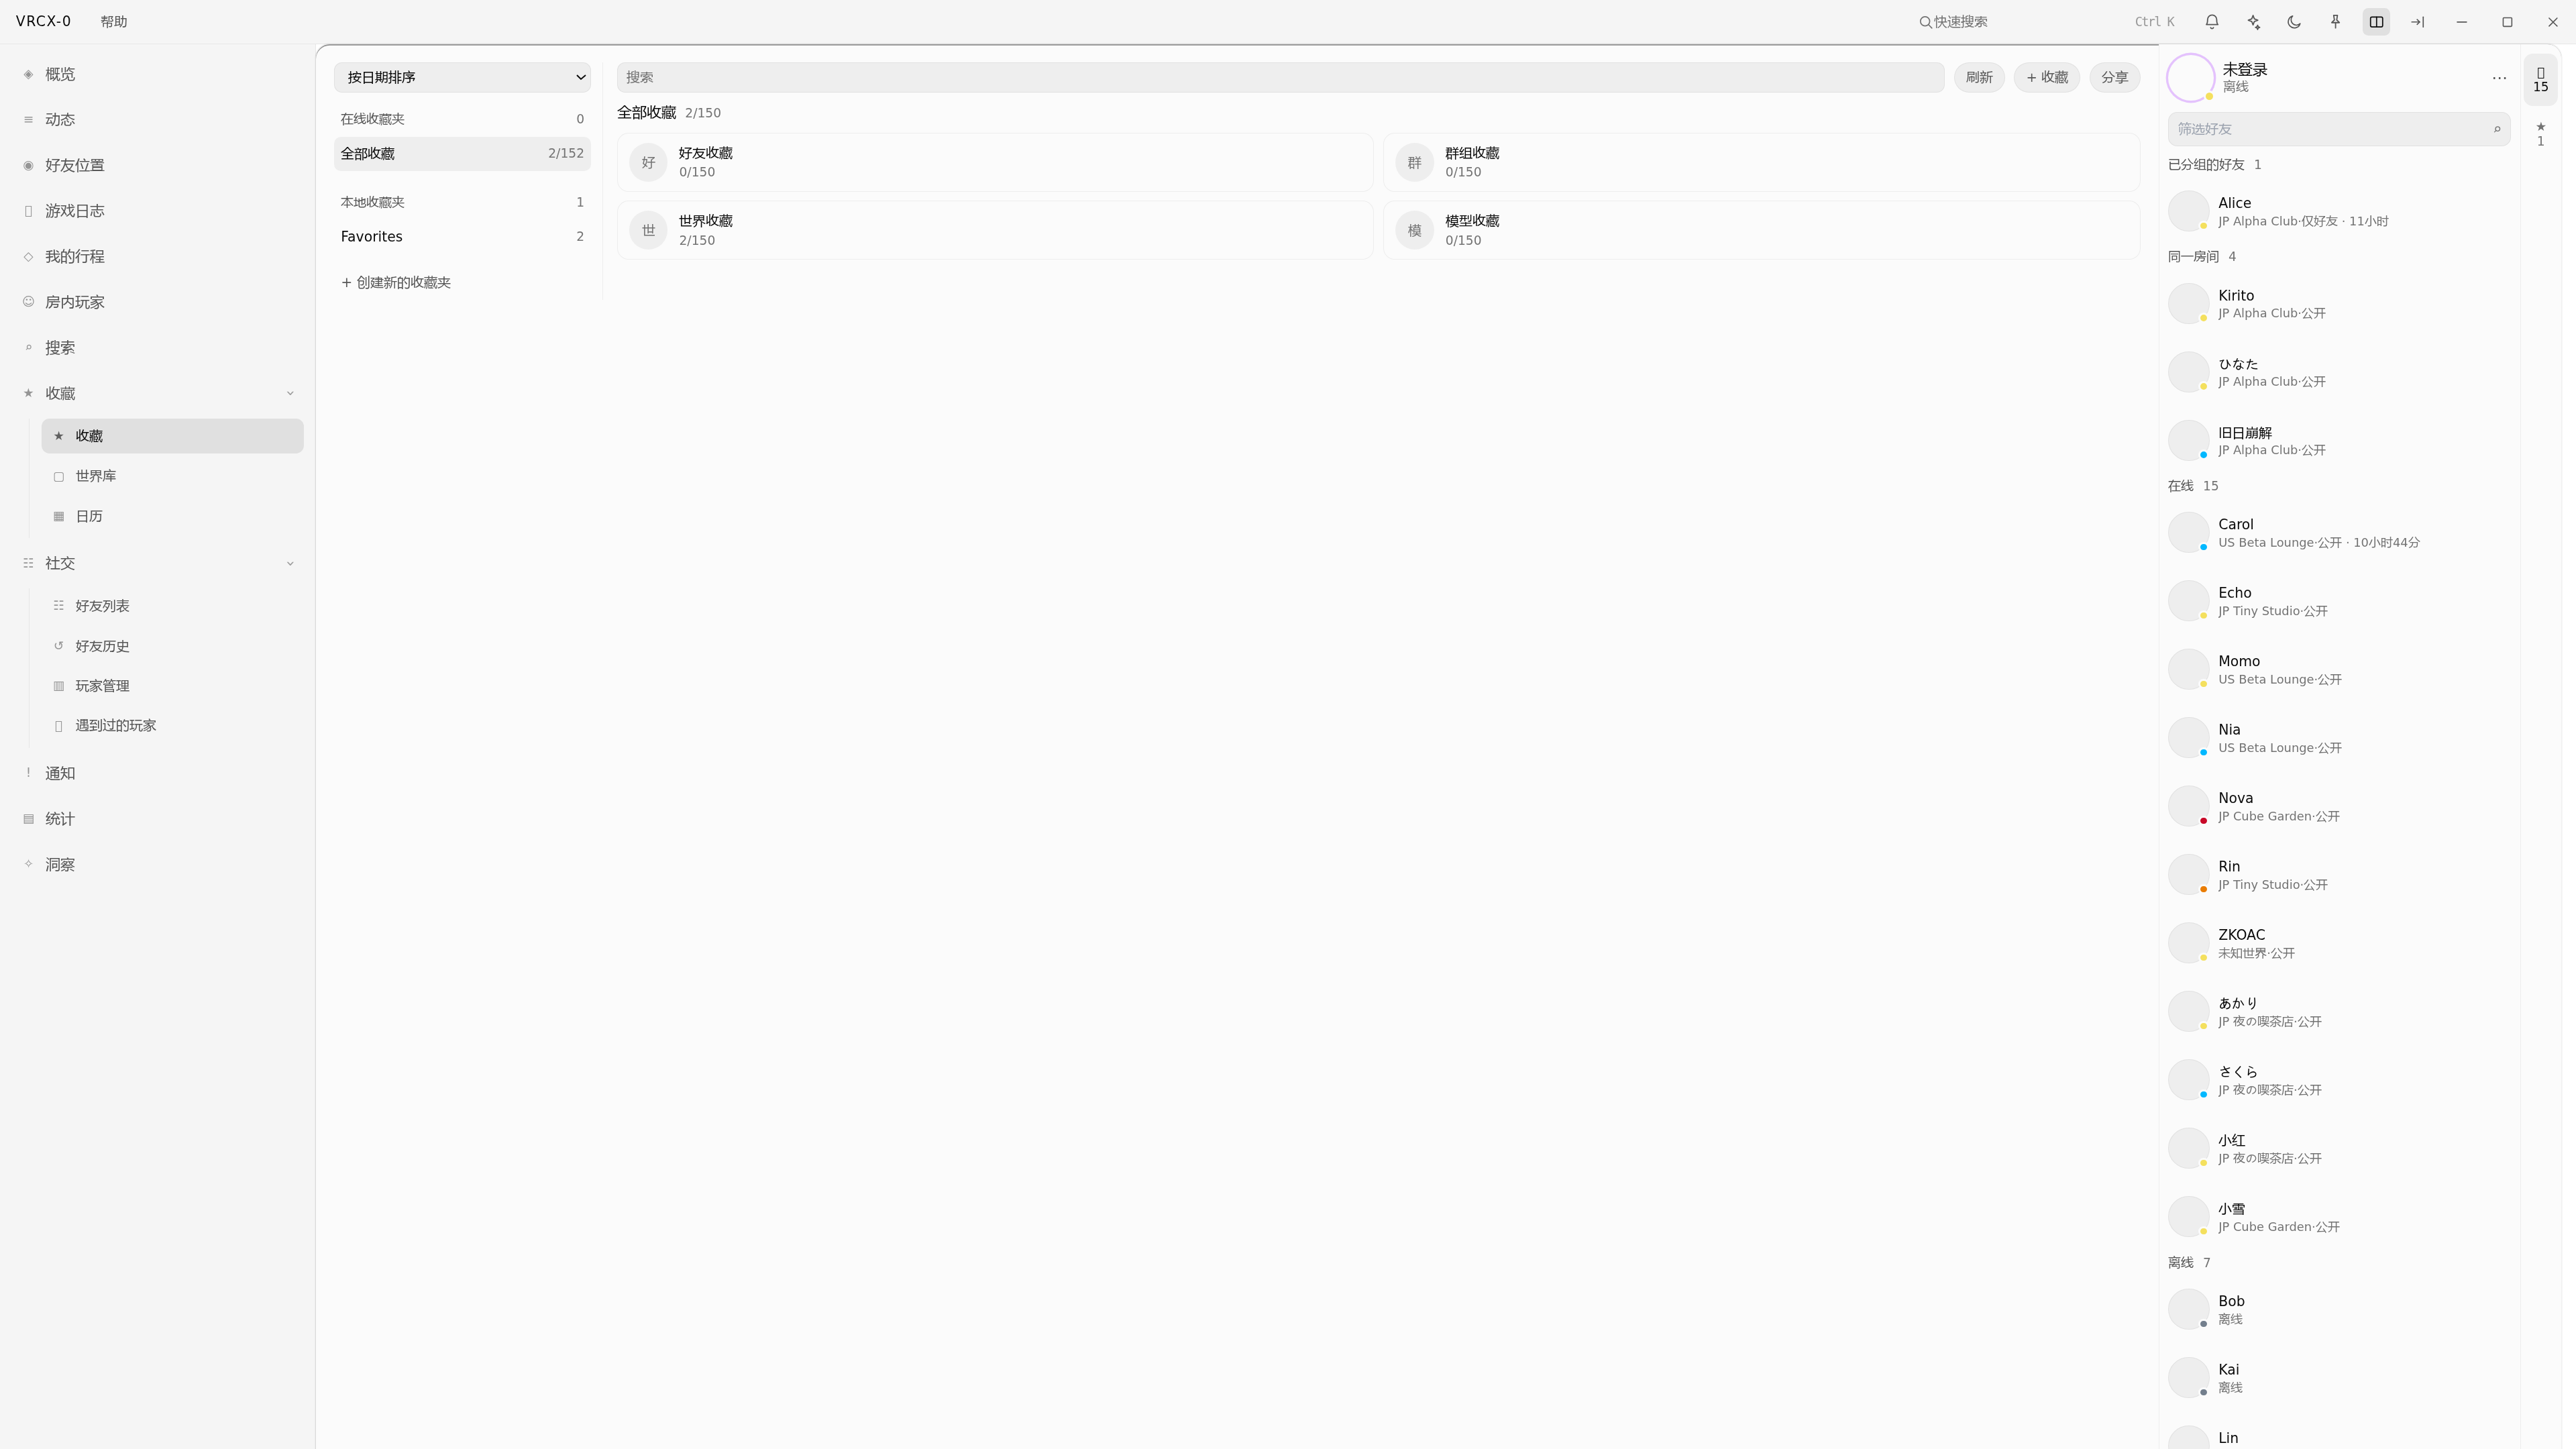 VRCX-0 帮助
快速搜索 Ctrl K
概览
动态
好友位置
游戏日志
我的行程
房内玩家
搜索
收藏
收藏
世界库
日历
社交
好友列表
好友历史
玩家管理
遇到过的玩家
通知
统计
洞察
按日期排序
在线收藏夹 0
全部收藏 2/152
本地收藏夹 1
Favorites 2
+ 创建新的收藏夹
搜索 刷新 + 收藏 分享
全部收藏 2/150
好 好友收藏
0/150
群 群组收藏
0/150
世 世界收藏
2/150
模 模型收藏
0/150
未登录
离线
15
1
筛选好友
已分组的好友 1
Alice
JP Alpha Club·仅好友 · 11小时
同一房间 4
Kirito
JP Alpha Club·公开
ひなた
JP Alpha Club·公开
旧日崩解
JP Alpha Club·公开
在线 15
Carol
US Beta Lounge·公开 · 10小时44分
Echo
JP Tiny Studio·公开
Momo
US Beta Lounge·公开
Nia
US Beta Lounge·公开
Nova
JP Cube Garden·公开
Rin
JP Tiny Studio·公开
ZKOAC
未知世界·公开
あかり
JP 夜の喫茶店·公开
さくら
JP 夜の喫茶店·公开
小红
JP 夜の喫茶店·公开
小雪
JP Cube Garden·公开
离线 7
Bob
离线
Kai
离线
Lin